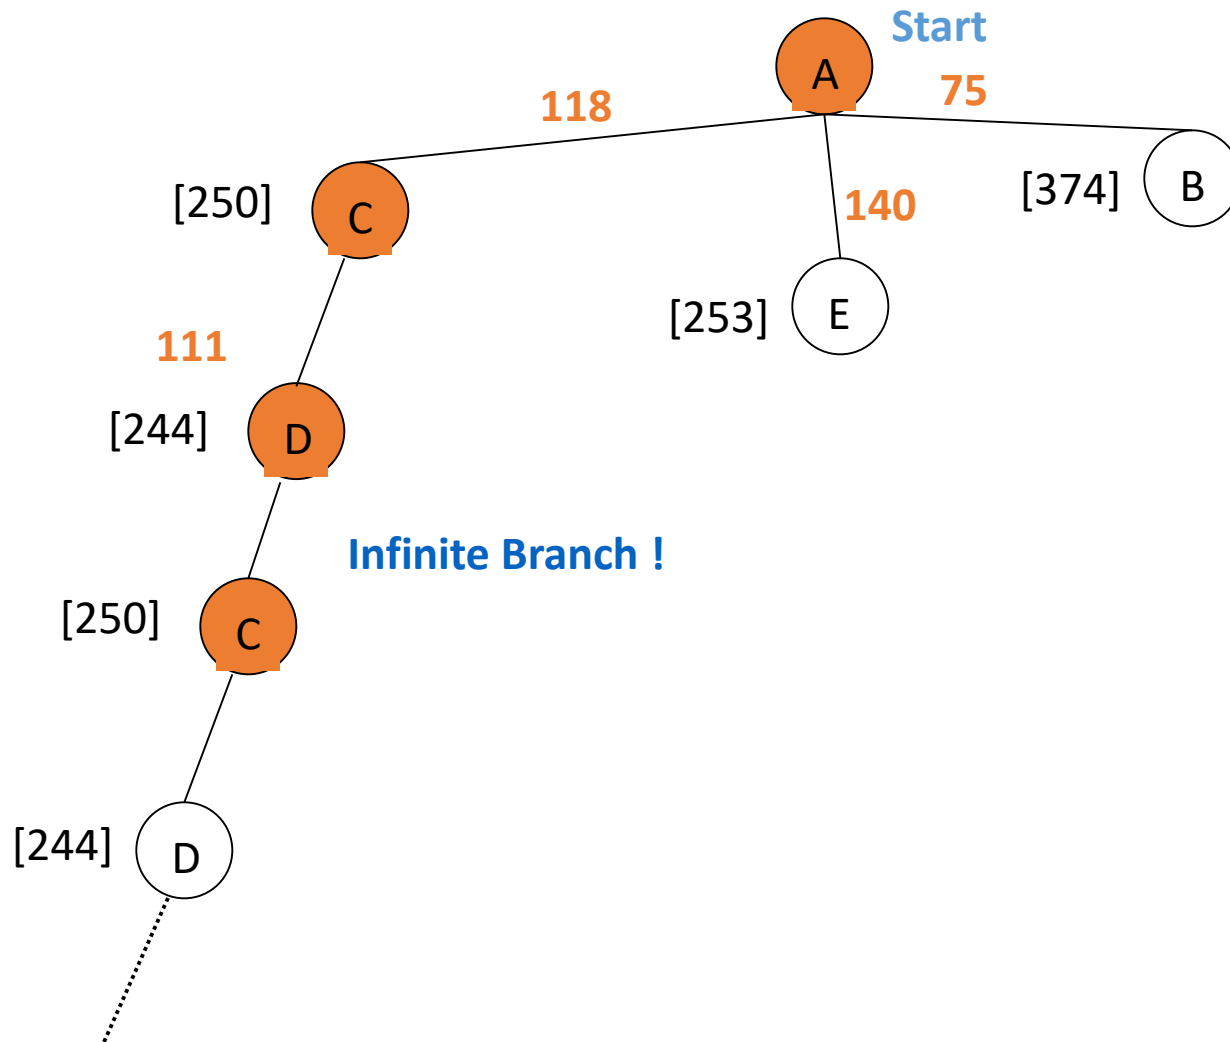 Start
A
75
118
[250]
C
140
[374]
B
[253]
E
111
[244]
D
Infinite Branch !
[250]
C
[244]
D